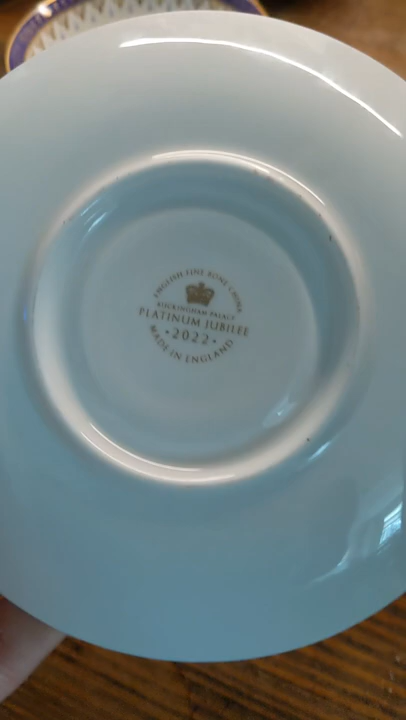 ENGLISH FINE BONE CHINA
BUCKINGHAM PALACE
PLATINUM JUBILEE
·2022·
MADE IN ENGLAND